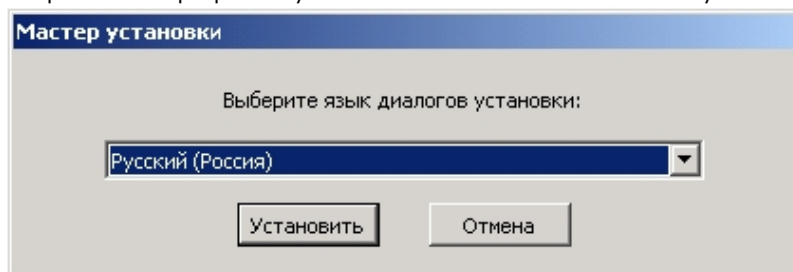 Мастер установки
Выберите язык диалогов установки:
Русский (Россия)
Установить Отмена